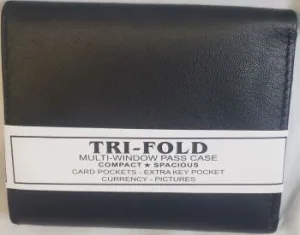 TRI-FOLD
MULTI-WINDOW PASS CASE
COMPACT ★ SPACIOUS
CARD POCKETS - EXTRA KEY POCKET
CURRENCY - PICTURES